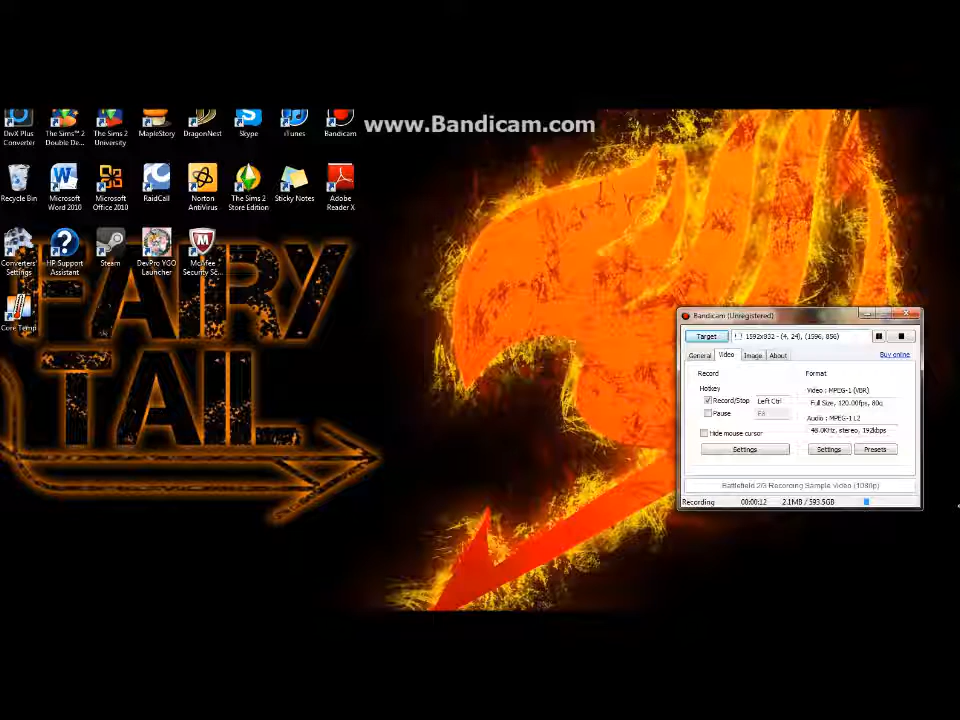 www.Bandicam.com
DivX Plus
Converter
The Sims™ 2
Double De...
The Sims 2
University
MapleStory
DragonNest
Skype
iTunes
Bandicam
Recycle Bin
Microsoft
Word 2010
Microsoft
Office 2010
RaidCall
Norton
AntiVirus
The Sims 2
Store Edition
Sticky Notes
Adobe
Reader X
Converters
Settings
HP Support
Assistant
Steam
DevPro YGO
Launcher
McAfee
Security Sc...
Core Temp
FAIRY
TAIL
Bandicam (Unregistered)
Target
1592x832 - (4, 24), (1596, 856)
General
Video
Image
About
Buy online
Record
Format
Hotkey
Video : MPEG-1 (VBR)
Record/Stop
Left Ctrl
Full Size, 120.00fps, 80q
Pause
F8
Audio : MPEG-1 L2
48.0KHz, stereo, 192kbps
Hide mouse cursor
Settings
Settings
Presets
Battlefield 2/3 Recording Sample Video (1080p)
Recording
00:00:12
2.1MB / 593.5GB